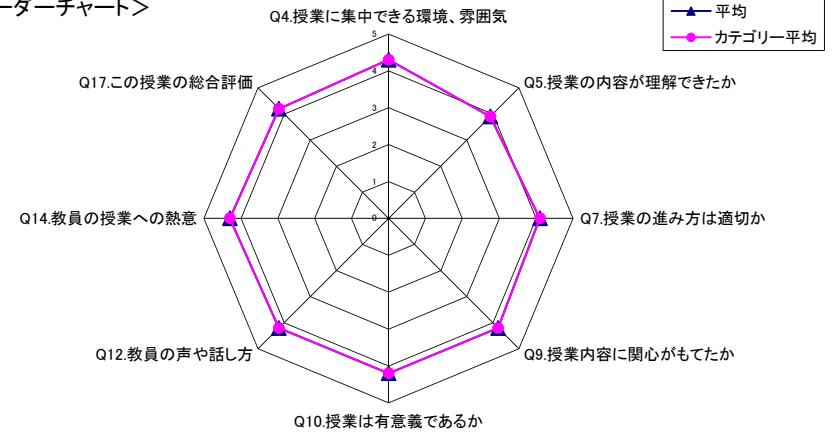 ーダーチャート＞
平均
カテゴリー平均
Q4.授業に集中できる環境、雰囲気
Q17.この授業の総合評価
Q5.授業の内容が理解できたか
Q14.教員の授業への熱意
Q7.授業の進み方は適切か
Q12.教員の声や話し方
Q9.授業内容に関心がもてたか
Q10.授業は有意義であるか
5
4
3
2
1
0